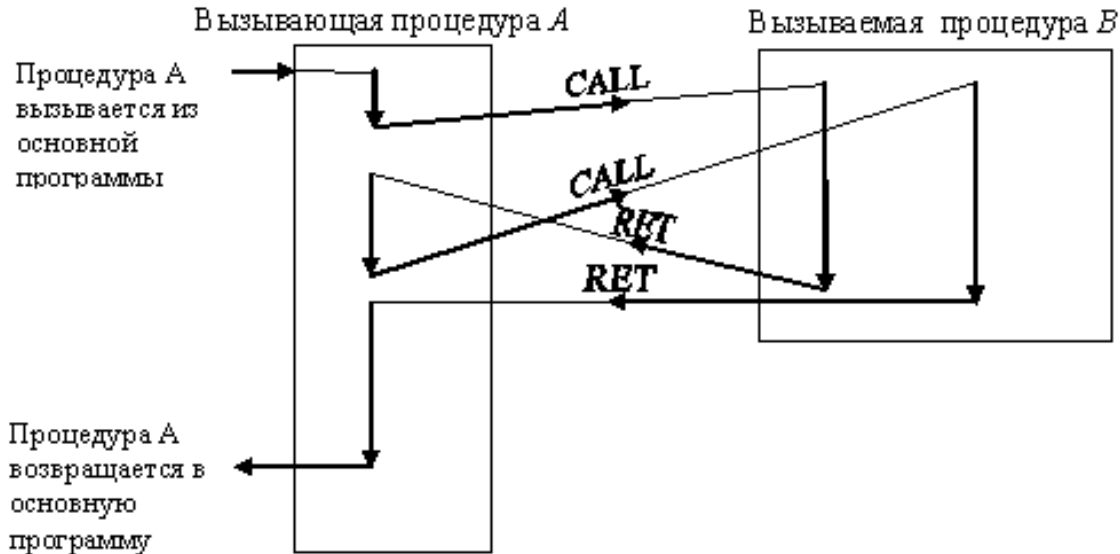 Вызывающая процедура A
Вызываемая процедура B
Процедура А
вызывается из
основной
программы
CALL
CALL
RET
RET
Процедура А
возвращается в
основную
программу